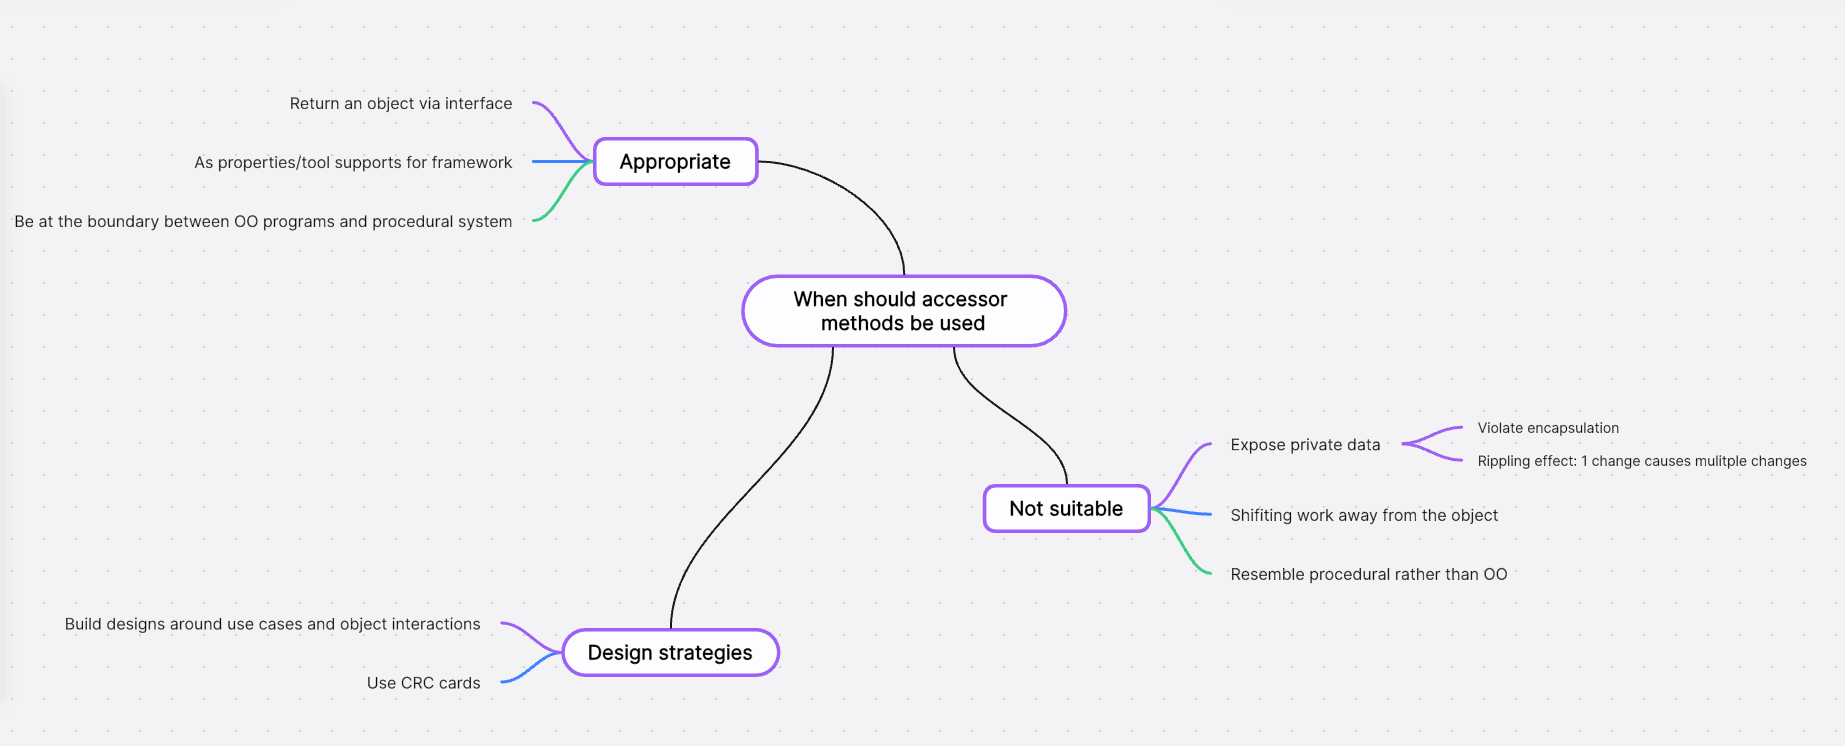 Return an object via interface
As properties/tool supports for framework
Be at the boundary between OO programs and procedural system
Appropriate
When should accessor
methods be used
Not suitable
Expose private data
Violate encapsulation
Rippling effect: 1 change causes mulitple changes
Shifiting work away from the object
Resemble procedural rather than OO
Design strategies
Build designs around use cases and object interactions
Use CRC cards